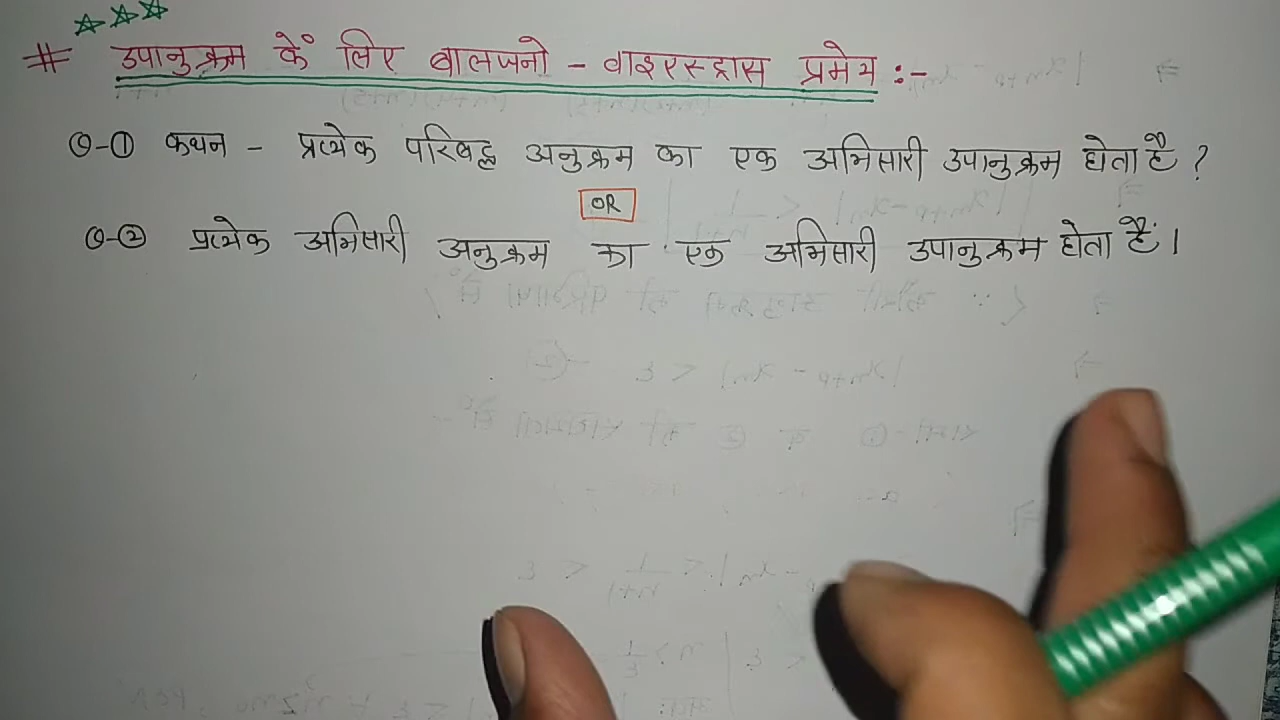 # उपानुक्रम कें लिए बालजनो - वाइरस्ट्रास प्रमेय :-
Q-① कथन - प्रत्येक परिबद्ध अनुक्रम का एक अभिसारी उपानुक्रम होता है ?
OR
Q-② प्रत्येक अभिसारी अनुक्रम का एक अभिसारी उपानुक्रम होता हैं।